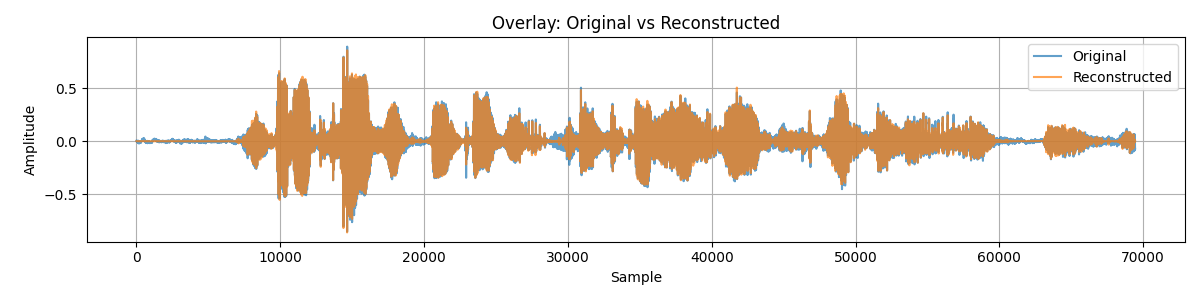 Overlay: Original vs Reconstructed
Original
Reconstructed
Amplitude
0.5
0.0
−0.5
0 10000 20000 30000 40000 50000 60000 70000
Sample